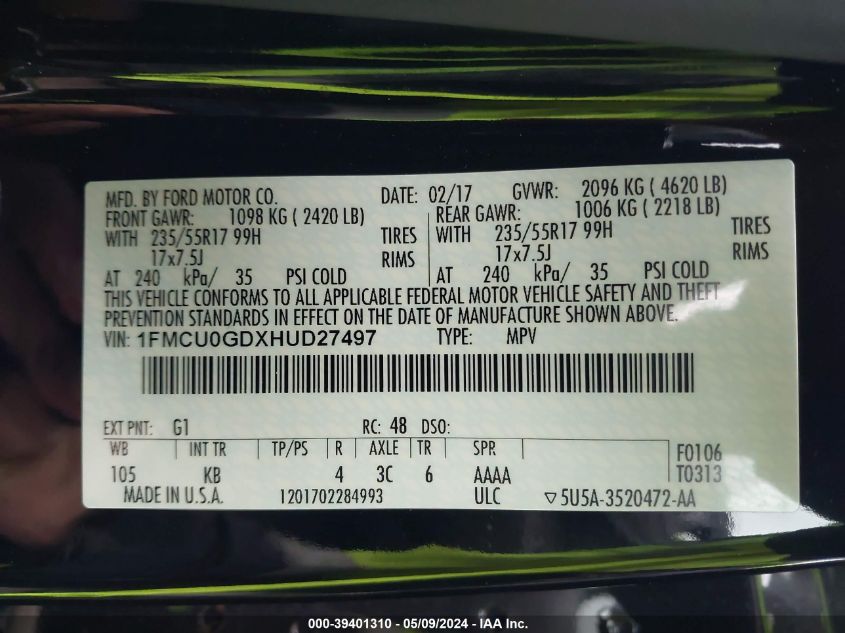 MFD. BY FORD MOTOR CO. DATE: 02/17 GVWR: 2096 KG ( 4620 LB)
FRONT GAWR: 1098 KG ( 2420 LB) REAR GAWR: 1006 KG ( 2218 LB)
WITH 235/55R17 99H TIRES WITH 235/55R17 99H TIRES
17x7.5J RIMS 17x7.5J RIMS
AT 240 kPa/ 35 PSI COLD AT 240 kPa/ 35 PSI COLD
THIS VEHICLE CONFORMS TO ALL APPLICABLE FEDERAL MOTOR VEHICLE SAFETY AND THEFT
PREVENTION STANDARDS IN EFFECT ON THE DATE OF MANUFACTURE SHOWN ABOVE.
VIN: 1FMCU0GDXHUD27497 TYPE: MPV
EXT PNT: G1 RC: 48 DSO:
WB INT TR TP/PS R AXLE TR SPR F0106
105 KB 4 3C 6 AAAA T0313
MADE IN U.S.A. 1201702284993 ULC ▽5U5A-3520472-AA
000-39401310 - 05/09/2024 - IAA Inc.